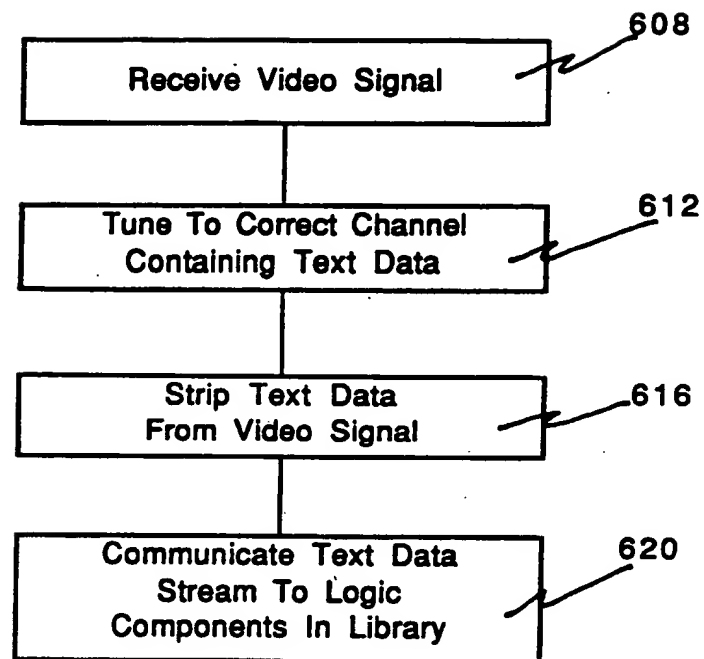 608
Receive Video Signal
612
Tune To Correct Channel
Containing Text Data
616
Strip Text Data
From Video Signal
620
Communicate Text Data
Stream To Logic
Components In Library